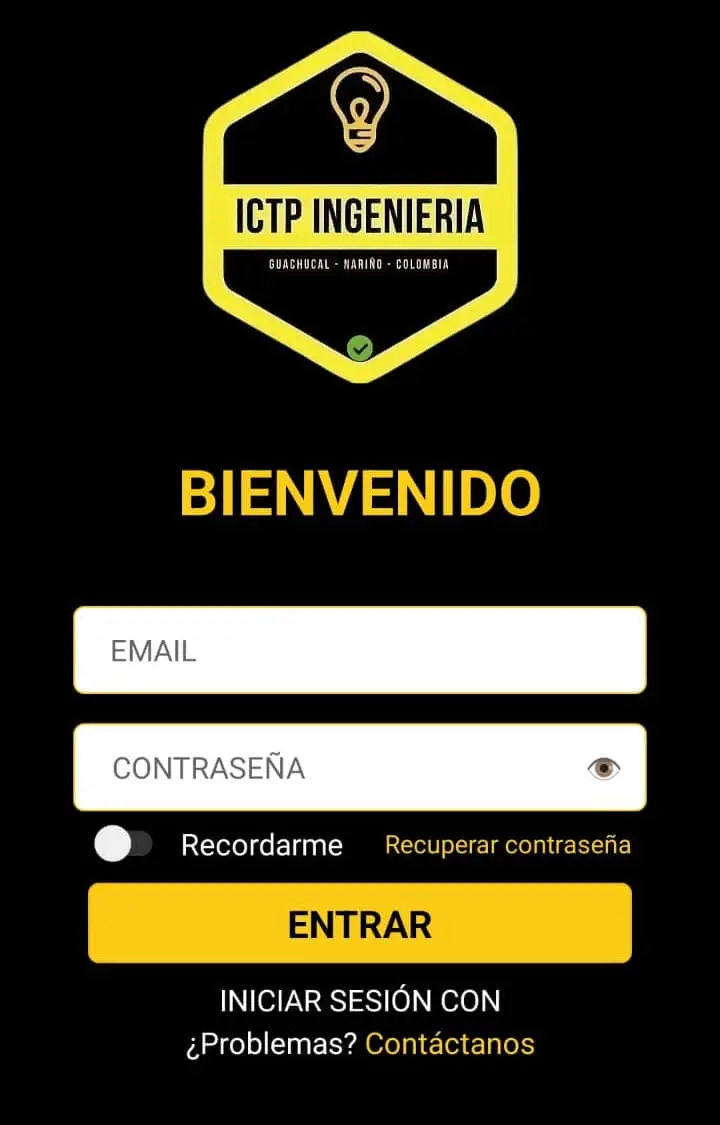 ICTP INGENIERIA
GUACHUCAL - NARIÑO - COLOMBIA
BIENVENIDO
EMAIL
CONTRASEÑA
Recordarme Recuperar contraseña
ENTRAR
INICIAR SESIÓN CON
¿Problemas? Contáctanos